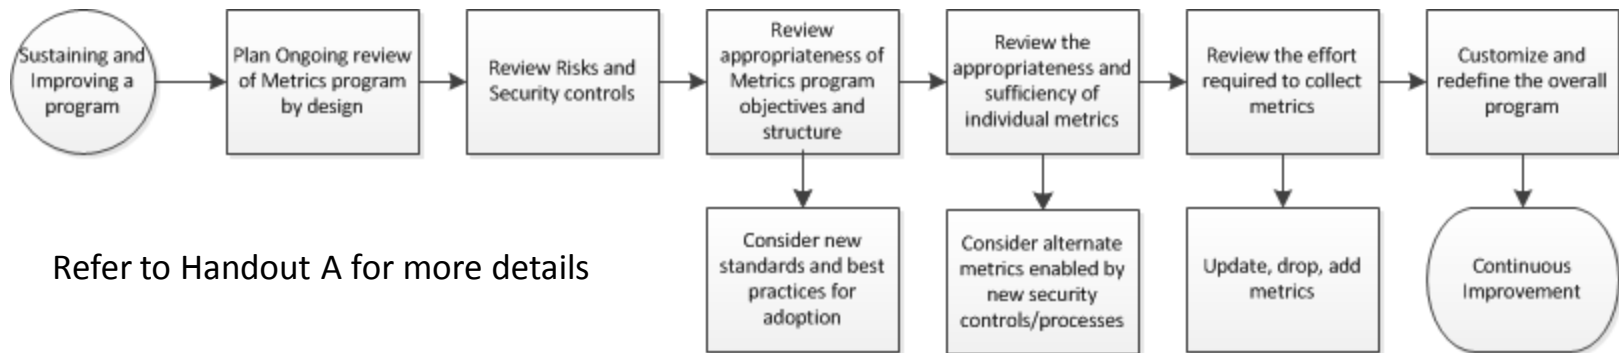 Sustaining and
Improving a
program
Plan Ongoing review
of Metrics program
by design
Review Risks and
Security controls
Review
appropriateness of
Metrics program
objectives and
structure
Review the
appropriateness and
sufficiency of
individual metrics
Review the effort
required to collect
metrics
Customize and
redefine the overall
program
Refer to Handout A for more details
Consider new
standards and best
practices for
adoption
Consider alternate
metrics enabled by
new security
controls/processes
Update, drop, add
metrics
Continuous
Improvement